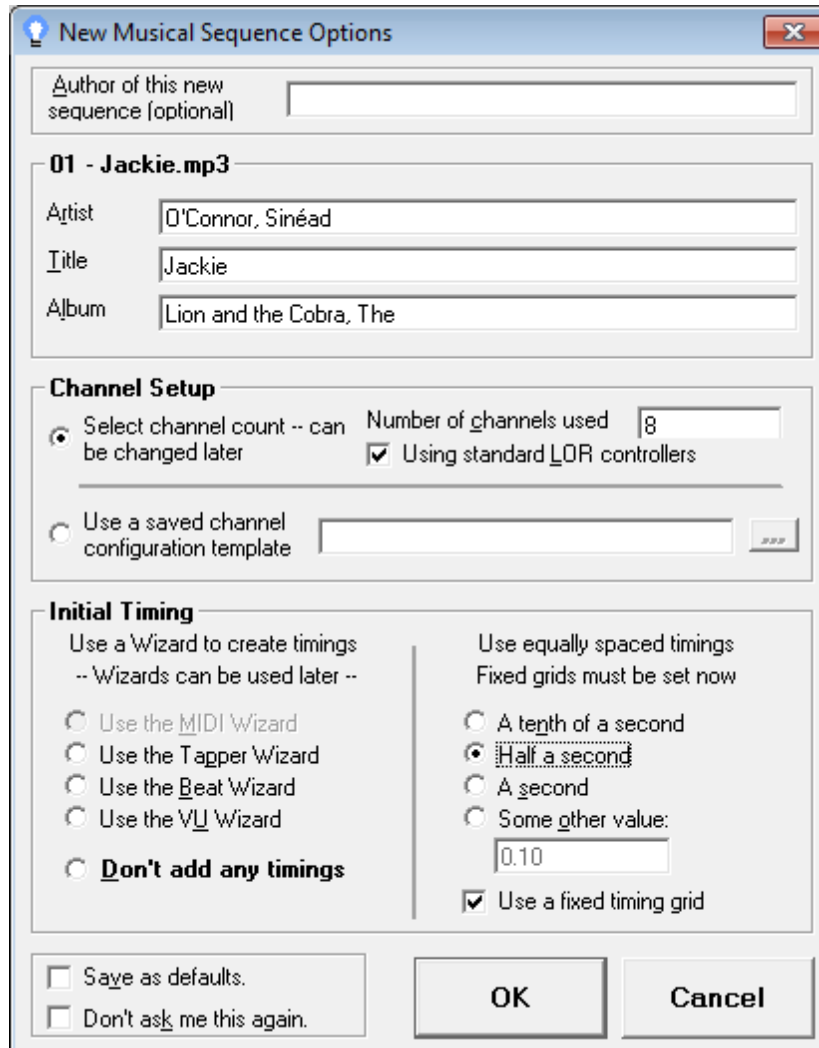 New Musical Sequence Options
Author of this new
sequence (optional)
01 - Jackie.mp3
Artist
O'Connor, Sinéad
Title
Jackie
Album
Lion and the Cobra, The
Channel Setup
Select channel count -- can
be changed later
Number of channels used
8
Using standard LOR controllers
Use a saved channel
configuration template
...
Initial Timing
Use a Wizard to create timings
-- Wizards can be used later --
Use the MIDI Wizard
Use the Tapper Wizard
Use the Beat Wizard
Use the VU Wizard
Don't add any timings
Use equally spaced timings
Fixed grids must be set now
A tenth of a second
Half a second
A second
Some other value:
0.10
Use a fixed timing grid
Save as defaults.
Don't ask me this again.
OK
Cancel